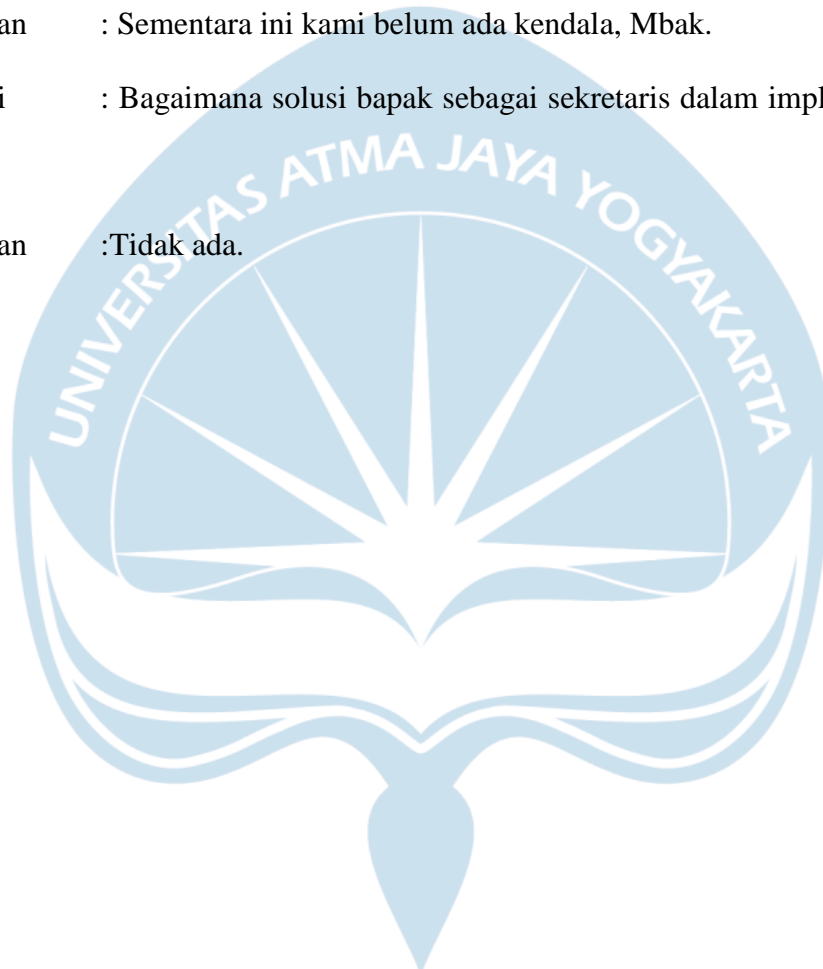 an : Sementara ini kami belum ada kendala, Mbak.
i : Bagaimana solusi bapak sebagai sekretaris dalam impl
an :Tidak ada.
UNIVERSITAS ATMA JAYA YOGYAKARTA